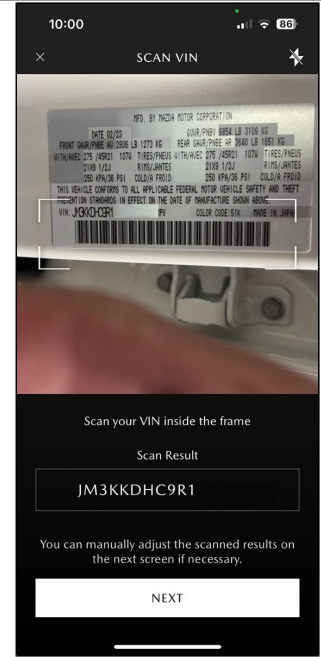 10:00
86
× SCAN VIN
MFD. BY MAZDA MOTOR CORPORATION
DATE 02/23 GVWR/PNBV 6854 LB 3109 KG
FRONT GAWR/PNBE AV 2806 LB 1273 KG REAR GAWR/PNBE AR 3640 LB 1651 KG
WITH/AVEC 275 /45R21 107W TIRES/PNEUS WITH/AVEC 275 /45R21 107W TIRES/PNEUS
21X9 1/2J RIMS/JANTES 21X9 1/2J RIMS/JANTES
250 KPA/36 PSI COLD/A FROID 250 KPA/36 PSI COLD/A FROID
THIS VEHICLE CONFORMS TO ALL APPLICABLE FEDERAL MOTOR VEHICLE SAFETY AND THEFT
PREVENTION STANDARDS IN EFFECT ON THE DATE OF MANUFACTURE SHOWN ABOVE.
VIN: MPV COLOR CODE:51K MADE IN JAPAN
Scan your VIN inside the frame
Scan Result
JM3KKDHC9R1
You can manually adjust the scanned results on
the next screen if necessary.
NEXT